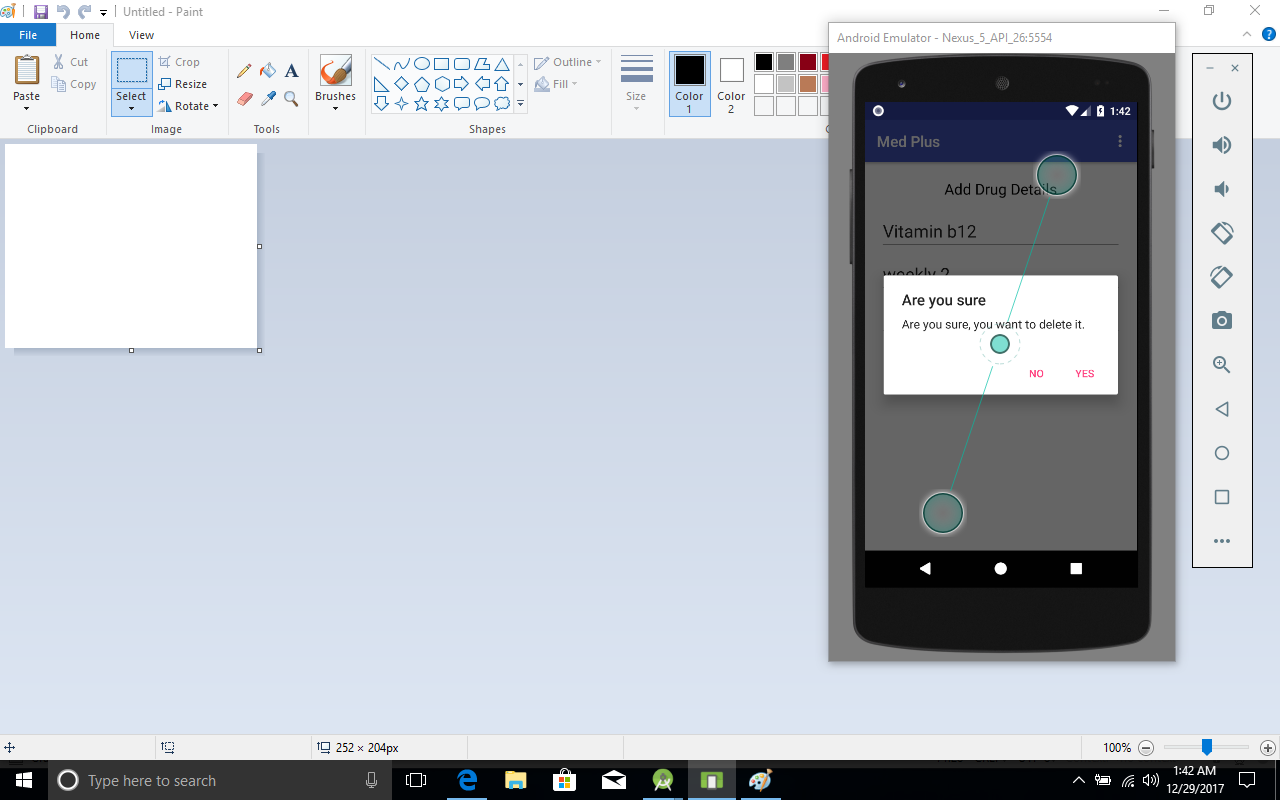 Untitled - Paint
File
Home
View
Paste
Cut
Copy
Clipboard
Select
Crop
Resize
Rotate
Image
A
Tools
Brushes
Outline
Fill
Shapes
Size
Color
1
Color
2
Android Emulator - Nexus_5_API_26:5554
1:42
Med Plus
Add Drug Details
Vitamin b12
weekly 2
Are you sure
Are you sure, you want to delete it.
NO YES
252 × 204px
100%
Type here to search
1:42 AM
12/29/2017